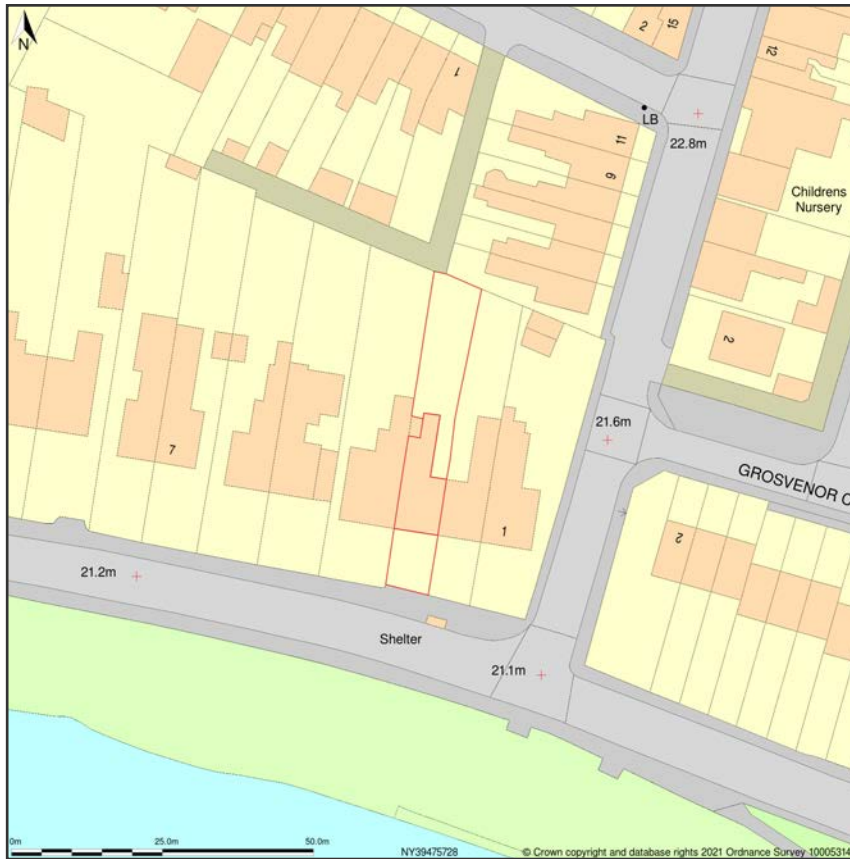 N
2
15
12
1
LB
11
9
22.8m
Childrens
Nursery
2
21.6m
GROSVENOR C
7
1
2
21.2m
Shelter
21.1m
0m
25.0m
50.0m
NY39475728
© Crown copyright and database rights 2021 Ordnance Survey 10005314